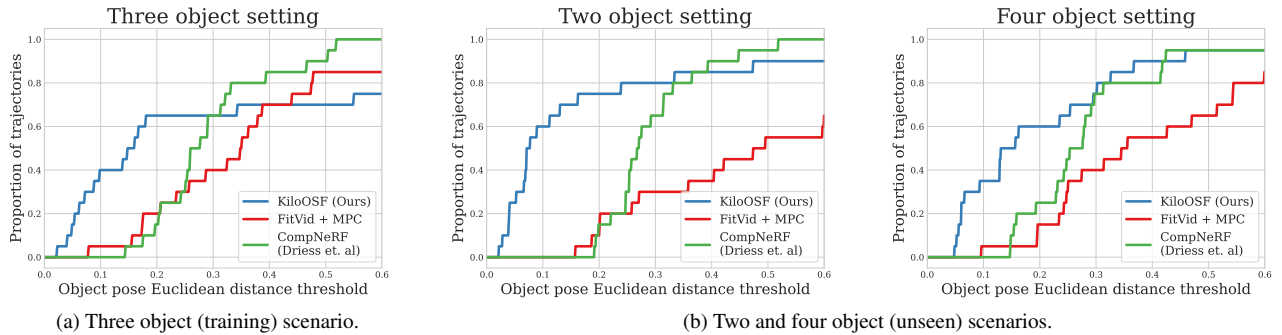 Three object setting
Proportion of trajectories
1.0
0.8
0.6
0.4
0.2
0.0
0.0 0.1 0.2 0.3 0.4 0.5 0.6
KiloOSF (Ours)
FitVid + MPC
CompNeRF
(Driess et. al)
Object pose Euclidean distance threshold
(a) Three object (training) scenario.
Two object setting
Proportion of trajectories
1.0
0.8
0.6
0.4
0.2
0.0
0.0 0.1 0.2 0.3 0.4 0.5 0.6
KiloOSF (Ours)
FitVid + MPC
CompNeRF
(Driess et. al)
Object pose Euclidean distance threshold
Four object setting
Proportion of trajectories
1.0
0.8
0.6
0.4
0.2
0.0
0.0 0.1 0.2 0.3 0.4 0.5 0.6
KiloOSF (Ours)
FitVid + MPC
CompNeRF
(Driess et. al)
Object pose Euclidean distance threshold
(b) Two and four object (unseen) scenarios.